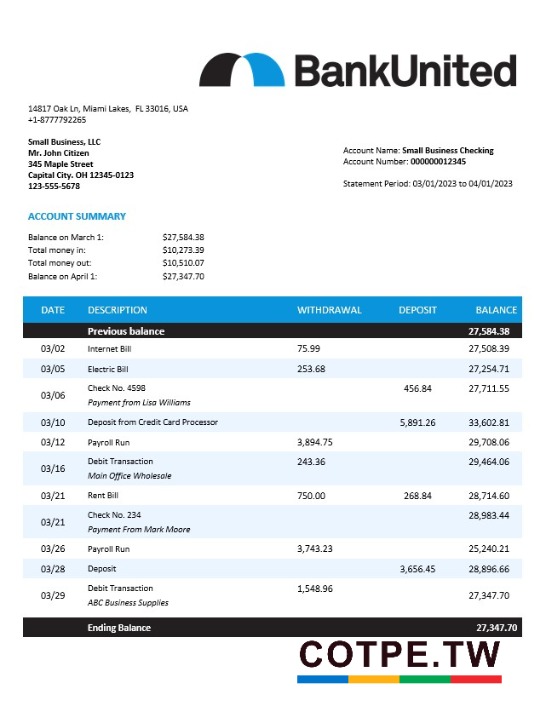 BankUnited
14817 Oak Ln, Miami Lakes, FL 33016, USA
+1-8777792265
Small Business, LLC
Mr. John Citizen
345 Maple Street
Capital City. OH 12345-0123
123-555-5678
Account Name: Small Business Checking
Account Number: 000000012345
Statement Period: 03/01/2023 to 04/01/2023
ACCOUNT SUMMARY
Balance on March 1: $27,584.38
Total money in: $10,273.39
Total money out: $10,510.07
Balance on April 1: $27,347.70
DATE DESCRIPTION WITHDRAWAL DEPOSIT BALANCE
Previous balance 27,584.38
03/02 Internet Bill 75.99 27,508.39
03/05 Electric Bill 253.68 27,254.71
03/06 Check No. 4598 456.84 27,711.55
Payment from Lisa Williams
03/10 Deposit from Credit Card Processor 5,891.26 33,602.81
03/12 Payroll Run 3,894.75 29,708.06
03/16 Debit Transaction 243.36 29,464.06
Main Office Wholesale
03/21 Rent Bill 750.00 268.84 28,714.60
03/21 Check No. 234 28,983.44
Payment From Mark Moore
03/26 Payroll Run 3,743.23 25,240.21
03/28 Deposit 3,656.45 28,896.66
03/29 Debit Transaction 1,548.96 27,347.70
ABC Business Supplies
Ending Balance 27,347.70
COTPE.TW